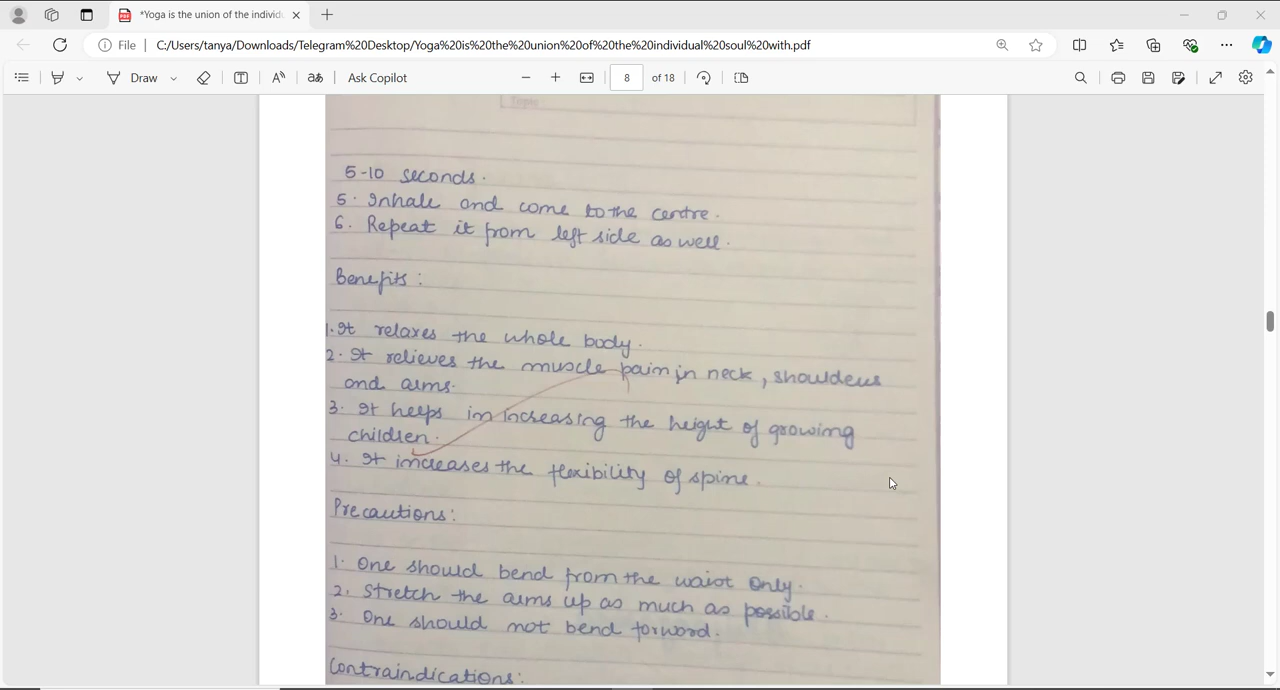 *Yoga is the union of the individ
File
C:/Users/tanya/Downloads/Telegram%20Desktop/Yoga%20is%20the%20union%20of%20the%20individual%20soul%20with.pdf
Draw
aあ
Ask Copilot
8
of 18
Topic
5-10 seconds.
5. Inhale and come to the centre.
6. Repeat it from left side as well.
Benefits:
1. It relaxes the whole body.
2. It relieves the muscle pain in neck, shoulders
and arms.
3. It helps in increasing the height of growing
children.
4. It increases the flexibility of spine.
Precautions:
1. One should bend from the waist only.
2. Stretch the arms up as much as possible.
3. One should not bend forward.
Contraindications: